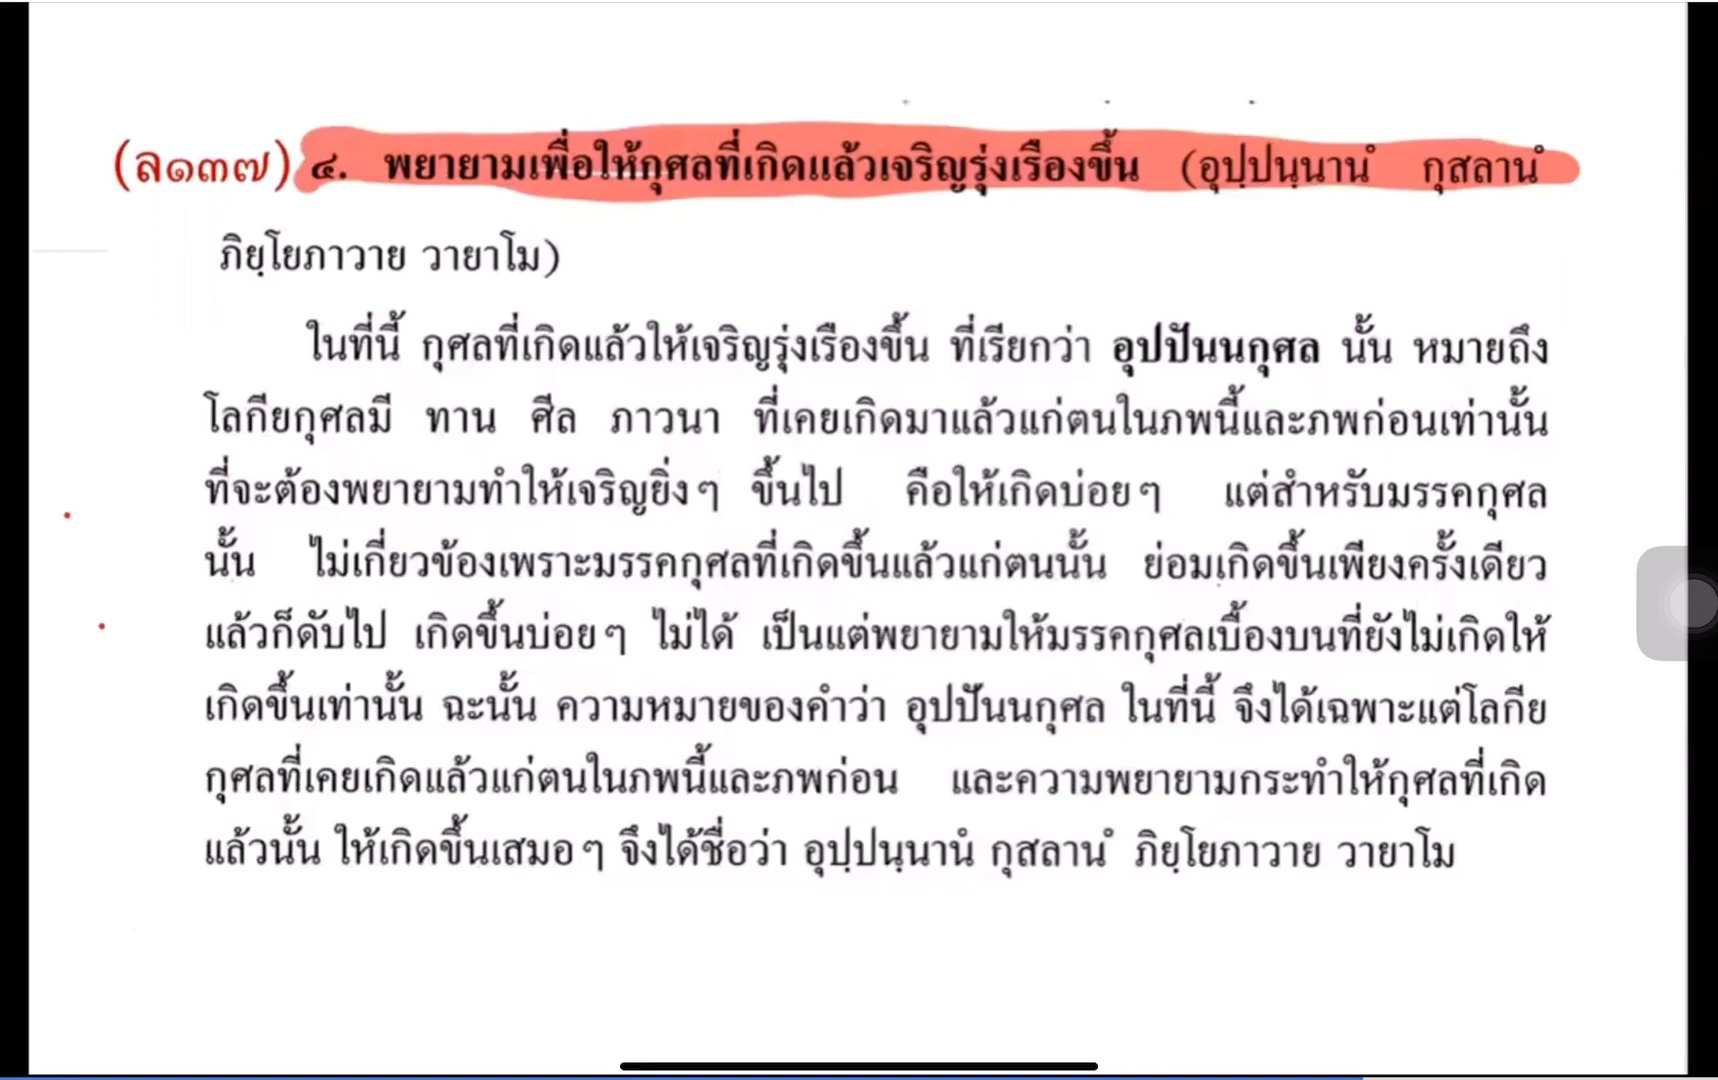 (ล๑๓๗) ๔. พยายามเพื่อให้กุศลที่เกิดแล้วเจริญรุ่งเรืองขึ้น (อุปฺปนฺนานํ กุสลานํ
ภิยฺโยภาวาย วายาโม)
ในที่นี้ กุศลที่เกิดแล้วให้เจริญรุ่งเรืองขึ้น ที่เรียกว่า อุปปันนกุศล นั้น หมายถึง
โลกียกุศลมี ทาน ศีล ภาวนา ที่เคยเกิดมาแล้วแก่ตนในภพนี้และภพก่อนเท่านั้น
ที่จะต้องพยายามทำให้เจริญยิ่งๆ ขึ้นไป คือให้เกิดบ่อยๆ แต่สำหรับมรรคกุศล
นั้น ไม่เกี่ยวข้องเพราะมรรคกุศลที่เกิดขึ้นแล้วแก่ตนนั้น ย่อมเกิดขึ้นเพียงครั้งเดียว
แล้วก็ดับไป เกิดขึ้นบ่อยๆ ไม่ได้ เป็นแต่พยายามให้มรรคกุศลเบื้องบนที่ยังไม่เกิดให้
เกิดขึ้นเท่านั้น ฉะนั้น ความหมายของคำว่า อุปปันนกุศล ในที่นี้ จึงได้เฉพาะแต่โลกีย
กุศลที่เคยเกิดแล้วแก่ตนในภพนี้และภพก่อน และความพยายามกระทำให้กุศลที่เกิด
แล้วนั้น ให้เกิดขึ้นเสมอๆ จึงได้ชื่อว่า อุปฺปนฺนานํ กุสลานํ ภิยฺโยภาวาย วายาโม